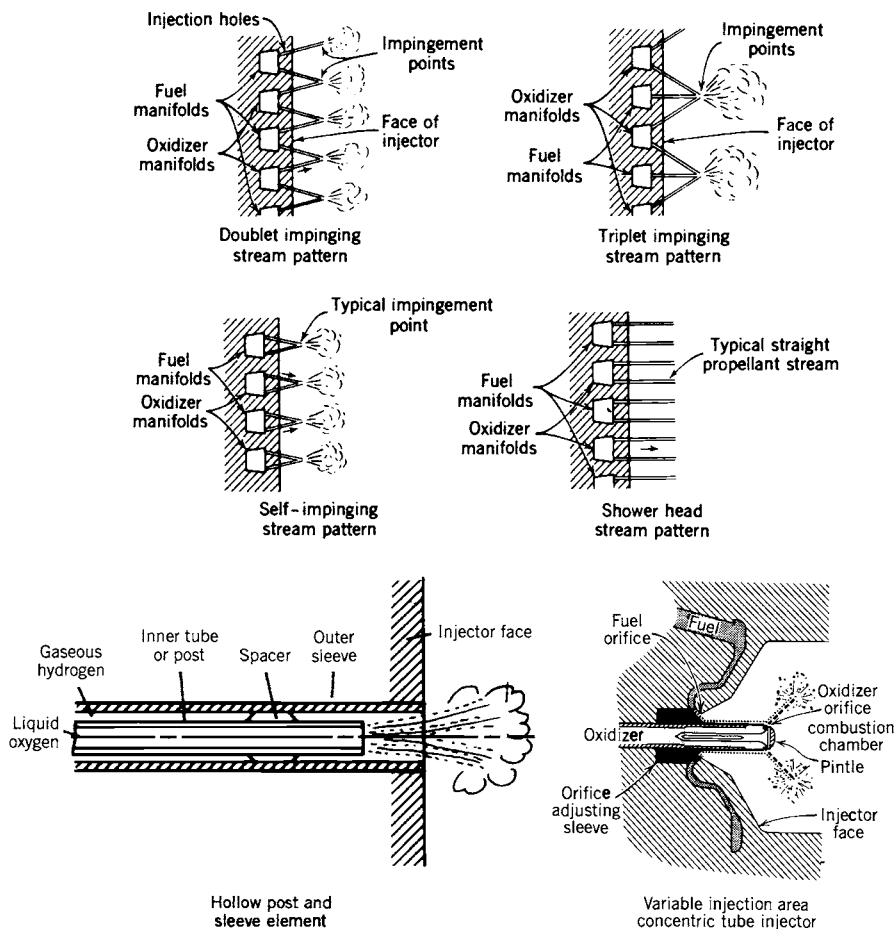 Injection holes
Impingement
points
Fuel
manifolds
Oxidizer
manifolds
Face of
injector
Doublet impinging
stream pattern
Impingement
points
Oxidizer
manifolds
Fuel
manifolds
Face of
injector
Triplet impinging
stream pattern
Typical impingement
point
Fuel
manifolds
Oxidizer
manifolds
Self-impinging
stream pattern
Typical straight
propellant stream
Fuel
manifolds
Oxidizer
manifolds
Shower head
stream pattern
Gaseous
hydrogen
Inner tube
or post
Spacer
Outer
sleeve
Injector face
Liquid
oxygen
Hollow post and
sleeve element
Fuel
orifice
Fuel
Oxidizer
Oxidizer
orifice
combustion
chamber
Pintle
Orifice
adjusting
sleeve
Injector
face
Variable injection area
concentric tube injector